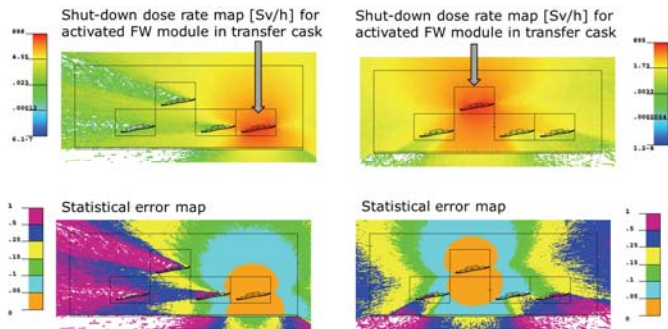 Shut-down dose rate map [Sv/h] for
activated FW module in transfer cask
Shut-down dose rate map [Sv/h] for
activated FW module in transfer cask
Statistical error map
1
.5
.25
.15
.1
.05
0
Statistical error map
1
.5
.25
.15
.1
.05
0